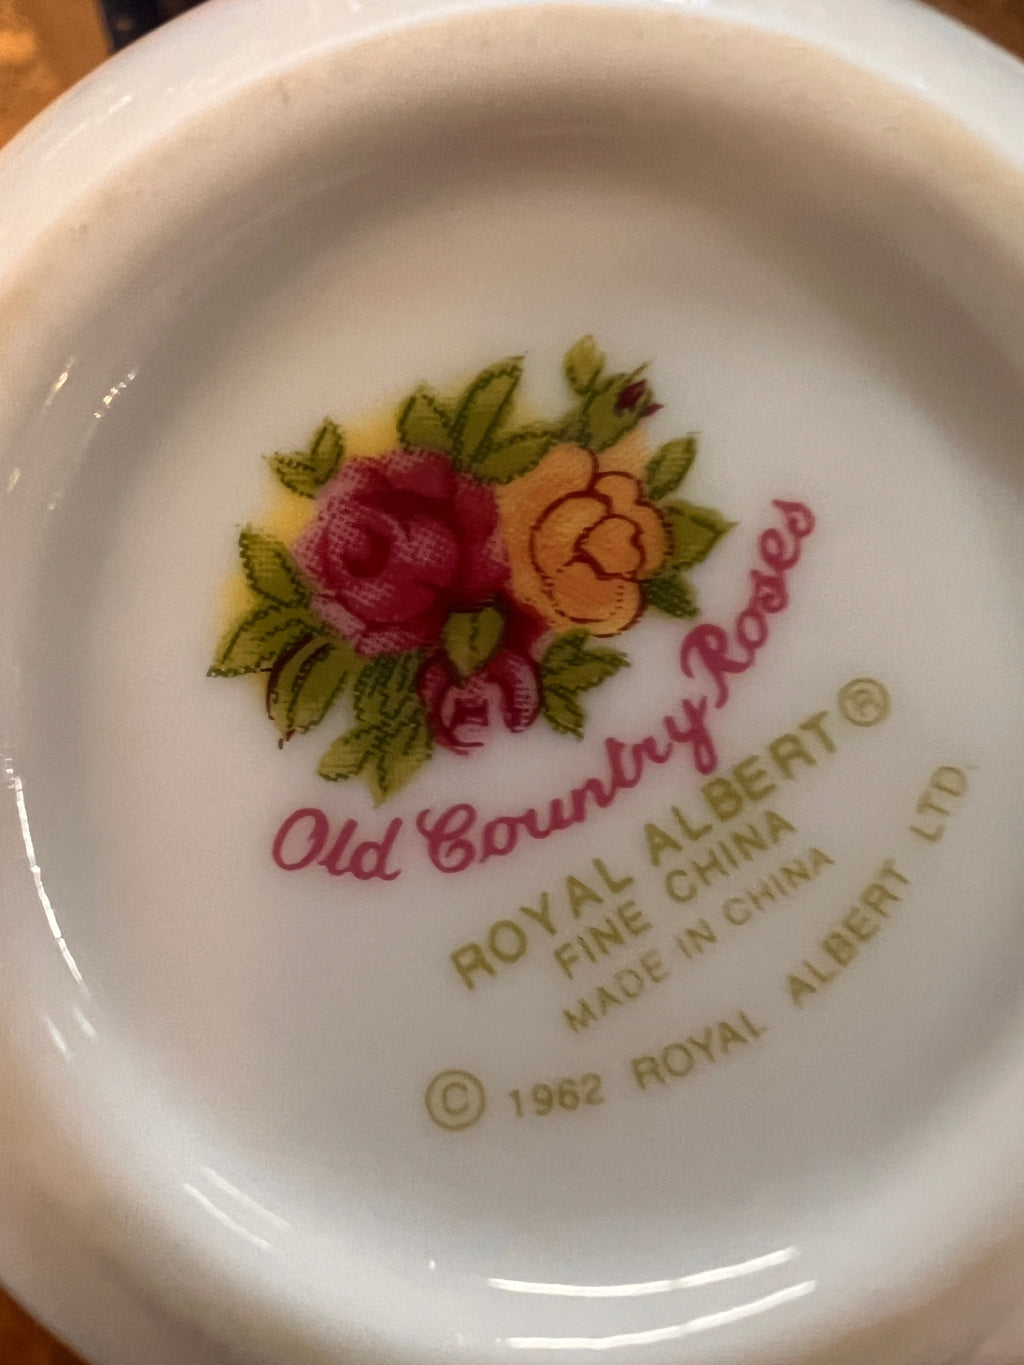 Old Country Roses
ROYAL ALBERT®
FINE CHINA
MADE IN CHINA
© 1962 ROYAL ALBERT LTD.